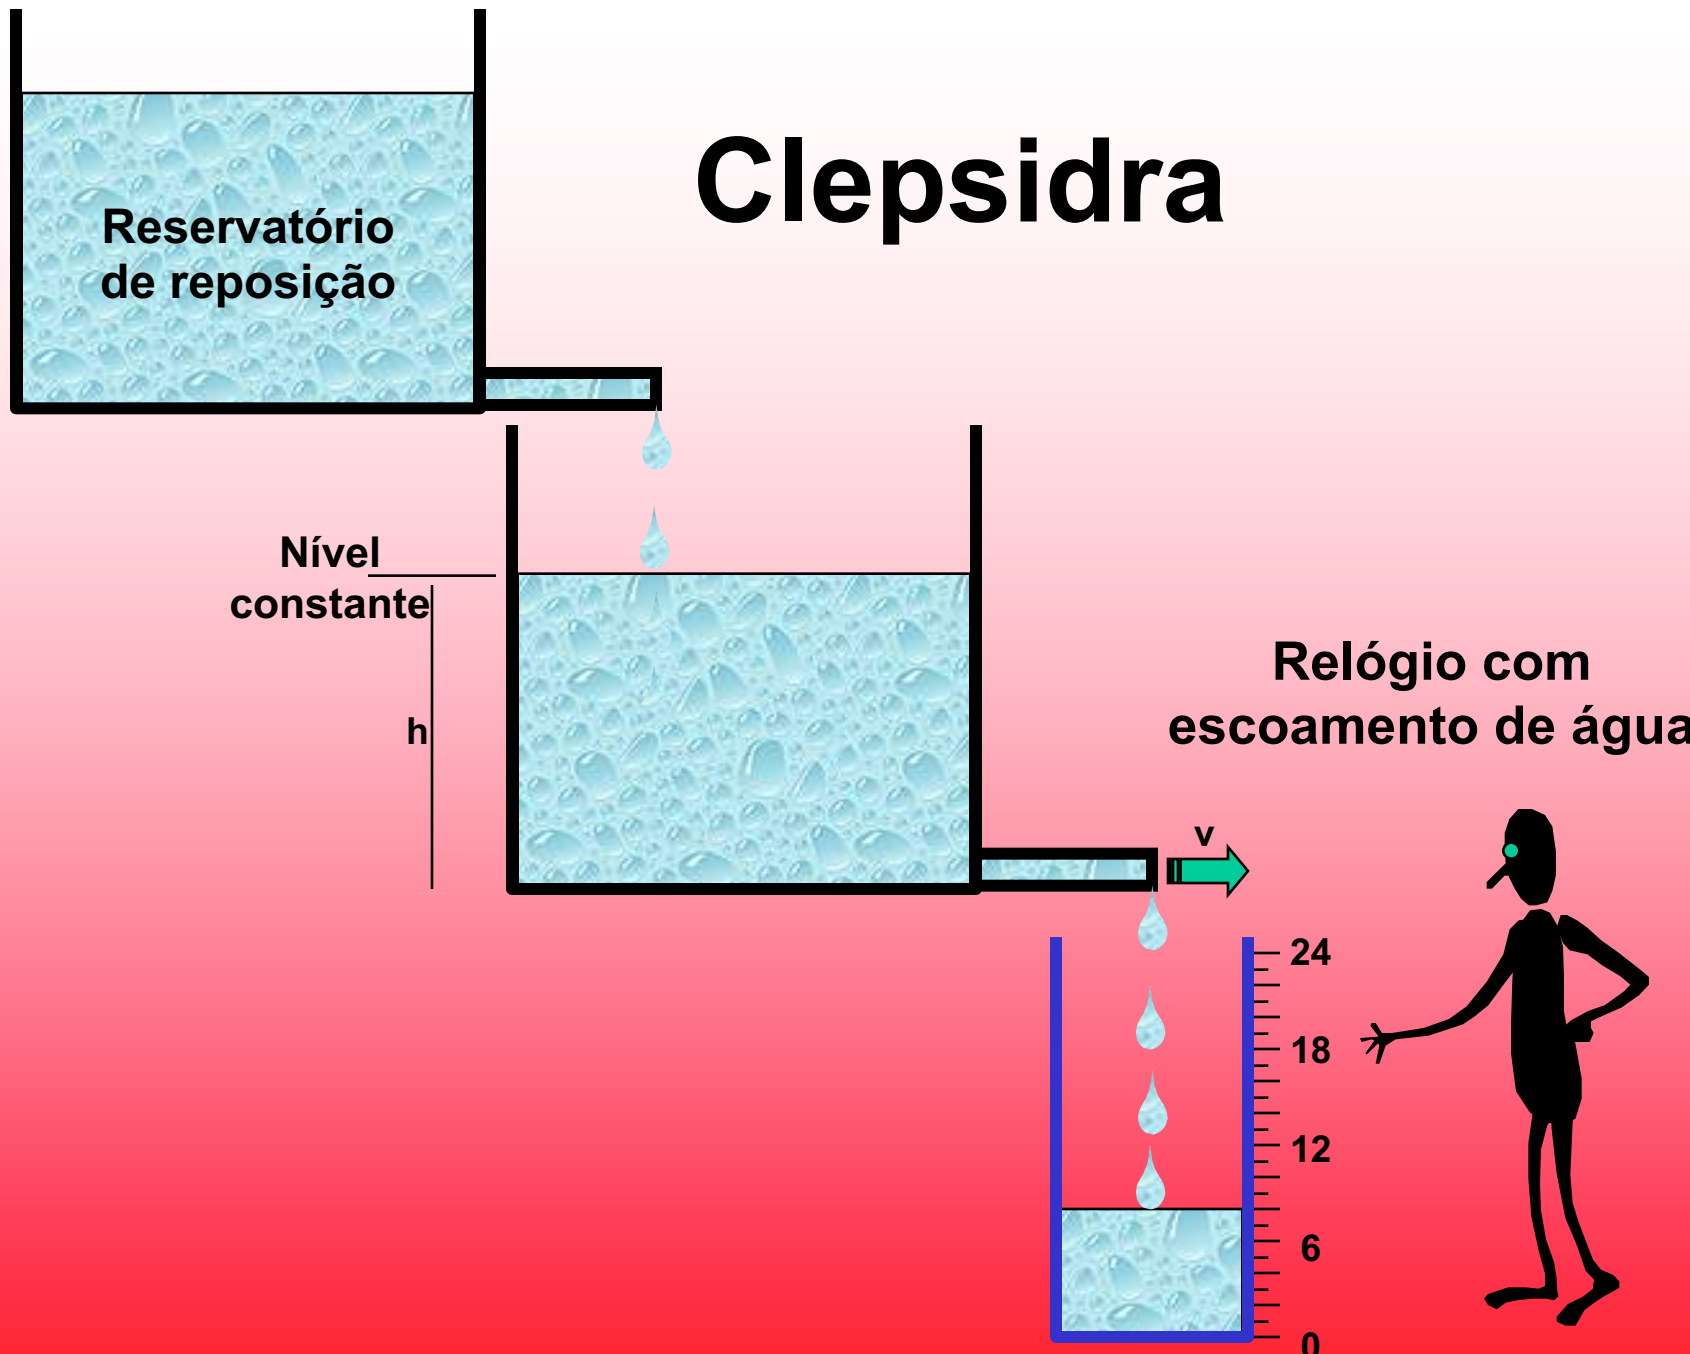 Clepsidra
Reservatório
de reposição
Nível
constante
h
Relógio com
escoamento de água
v
24
18
12
6
0